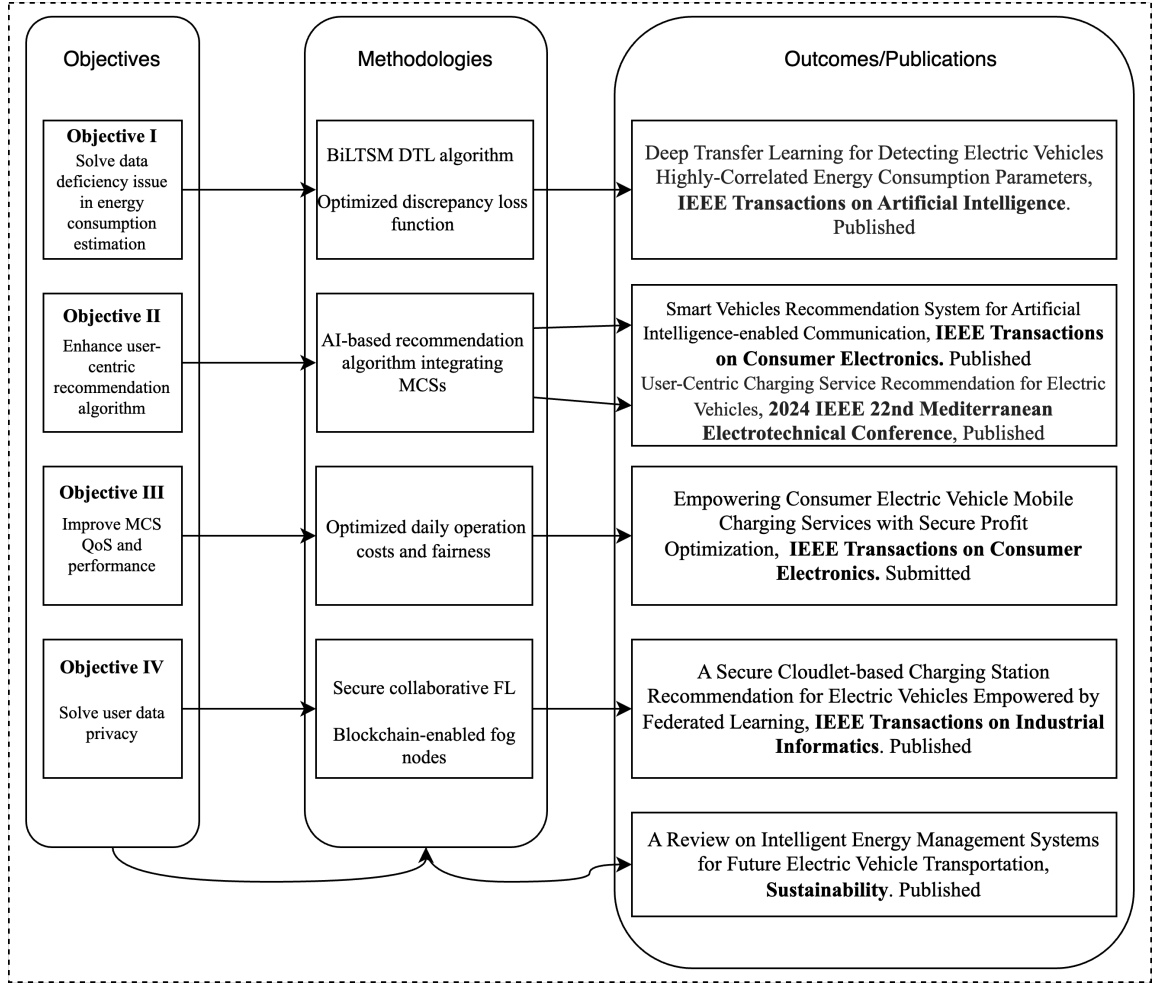 Objectives
Methodologies
Outcomes/Publications
Objective I
Solve data
deficiency issue
in energy
consumption
estimation
BiLTSM DTL algorithm
Optimized discrepancy loss
function
Deep Transfer Learning for Detecting Electric Vehicles
Highly-Correlated Energy Consumption Parameters,
IEEE Transactions on Artificial Intelligence.
Published
Objective II
Enhance user-
centric
recommendation
algorithm
AI-based recommendation
algorithm integrating
MCSs
Smart Vehicles Recommendation System for Artificial
Intelligence-enabled Communication, IEEE Transactions
on Consumer Electronics. Published
User-Centric Charging Service Recommendation for Electric
Vehicles, 2024 IEEE 22nd Mediterranean
Electrotechnical Conference, Published
Objective III
Improve MCS
QoS and
performance
Optimized daily operation
costs and fairness
Empowering Consumer Electric Vehicle Mobile
Charging Services with Secure Profit
Optimization, IEEE Transactions on Consumer
Electronics. Submitted
Objective IV
Solve user data
privacy
Secure collaborative FL
Blockchain-enabled fog
nodes
A Secure Cloudlet-based Charging Station
Recommendation for Electric Vehicles Empowered by
Federated Learning, IEEE Transactions on Industrial
Informatics. Published
A Review on Intelligent Energy Management Systems
for Future Electric Vehicle Transportation,
Sustainability. Published